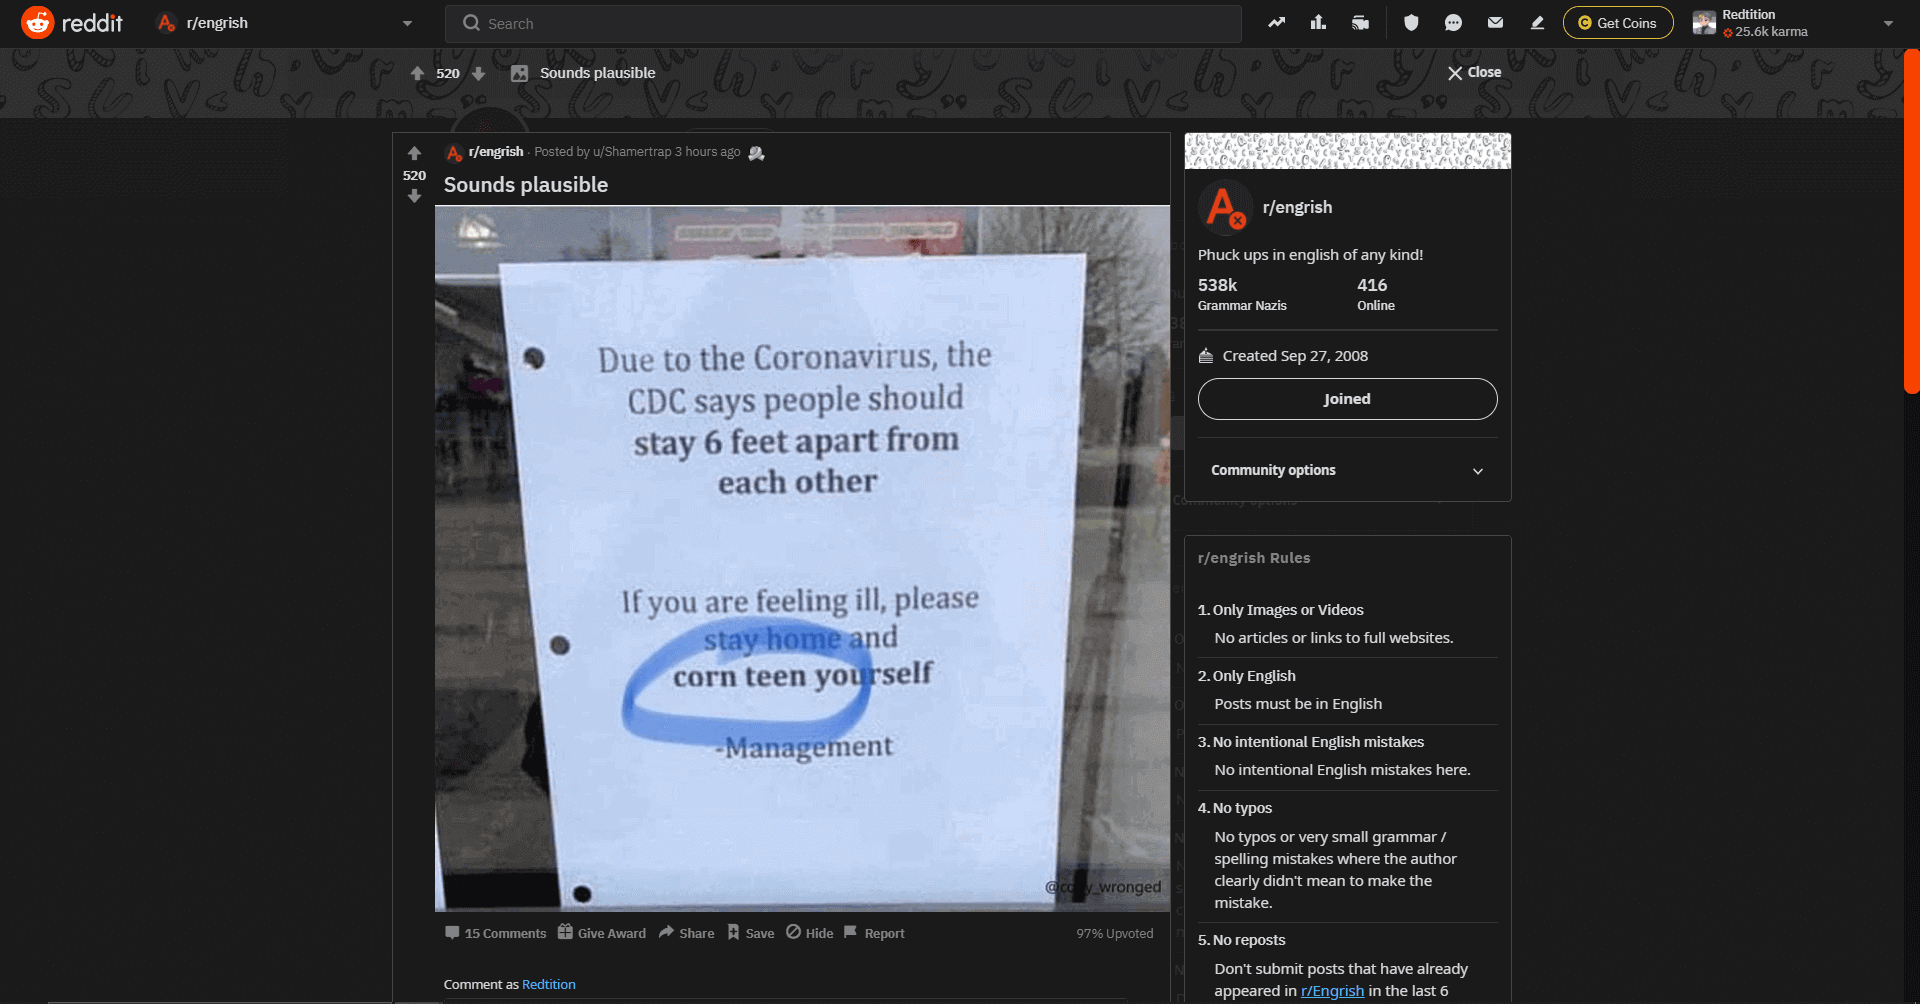 reddit
r/engrish
Search
Get Coins
Redtition
25.6k karma
520
Sounds plausible
Close
r/engrish · Posted by u/Shamertrap 3 hours ago
520
Sounds plausible
Due to the Coronavirus, the
CDC says people should
stay 6 feet apart from
each other
If you are feeling ill, please
stay home and
corn teen yourself
-Management
15 Comments
Give Award
Share
Save
Hide
Report
97% Upvoted
Comment as Redtition
r/engrish
Phuck ups in english of any kind!
538k
416
Grammar Nazis
Online
Created Sep 27, 2008
Joined
Community options
r/engrish Rules
1. Only Images or Videos
No articles or links to full websites.
2. Only English
Posts must be in English
3. No intentional English mistakes
No intentional English mistakes here.
4. No typos
No typos or very small grammar /
spelling mistakes where the author
clearly didn't mean to make the
mistake.
5. No reposts
Don't submit posts that have already
appeared in r/Engrish in the last 6